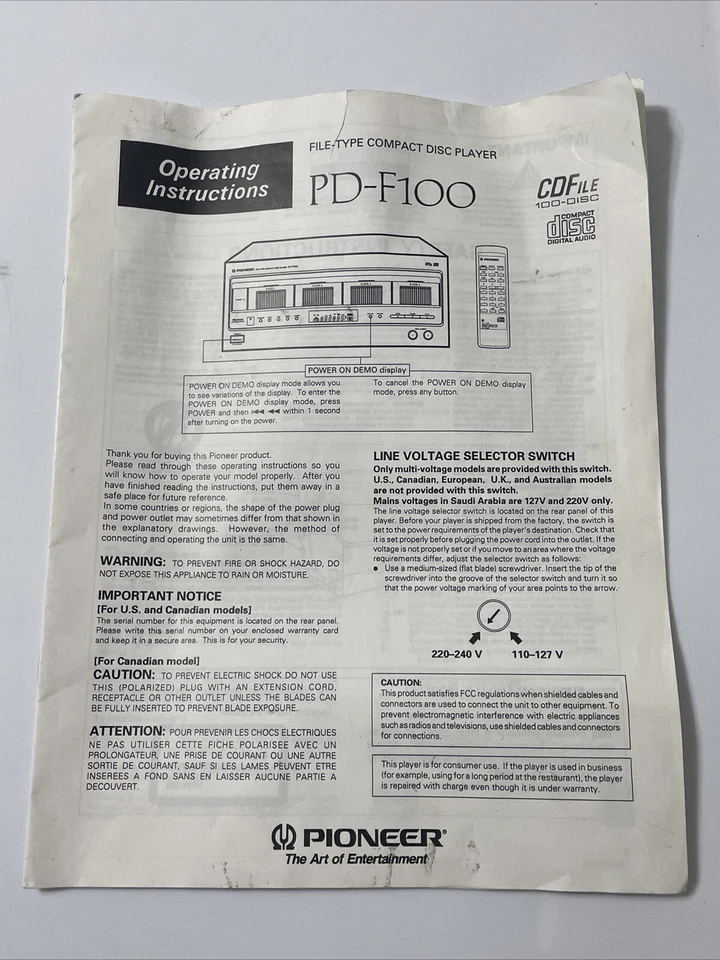 Operating
Instructions
FILE-TYPE COMPACT DISC PLAYER
PD-F100
CDFILE
100-DISC
COMPACT
disc
DIGITAL AUDIO
PIONEER
PIONEER
POWER ON DEMO display
POWER ON DEMO display mode allows you
to see variations of the display. To enter the
POWER ON DEMO display mode, press
POWER and then ⏮ ◀◀ within 1 second
after turning on the power.
To cancel the POWER ON DEMO display
mode, press any button.
Thank you for buying this Pioneer product.
Please read through these operating instructions so you
will know how to operate your model properly. After you
have finished reading the instructions, put them away in a
safe place for future reference.
In some countries or regions, the shape of the power plug
and power outlet may sometimes differ from that shown in
the explanatory drawings. However, the method of
connecting and operating the unit is the same.
WARNING: TO PREVENT FIRE OR SHOCK HAZARD, DO
NOT EXPOSE THIS APPLIANCE TO RAIN OR MOISTURE.
IMPORTANT NOTICE
[For U.S. and Canadian models]
The serial number for this equipment is located on the rear panel.
Please write this serial number on your enclosed warranty card
and keep it in a secure area. This is for your security.
[For Canadian model]
CAUTION: TO PREVENT ELECTRIC SHOCK DO NOT USE
THIS (POLARIZED) PLUG WITH AN EXTENSION CORD,
RECEPTACLE OR OTHER OUTLET UNLESS THE BLADES CAN
BE FULLY INSERTED TO PREVENT BLADE EXPOSURE.
ATTENTION: POUR PREVENIR LES CHOCS ELECTRIQUES
NE PAS UTILISER CETTE FICHE POLARISEE AVEC UN
PROLONGATEUR, UNE PRISE DE COURANT OU UNE AUTRE
SORTIE DE COURANT, SAUF SI LES LAMES PEUVENT ETRE
INSEREES A FOND SANS EN LAISSER AUCUNE PARTIE A
DECOUVERT.
LINE VOLTAGE SELECTOR SWITCH
Only multi-voltage models are provided with this switch.
U.S., Canadian, European, U.K., and Australian models
are not provided with this switch.
Mains voltages in Saudi Arabia are 127V and 220V only.
The line voltage selector switch is located on the rear panel of this
player. Before your player is shipped from the factory, the switch is
set to the power requirements of the player's destination. Check that
it is set properly before plugging the power cord into the outlet. If the
voltage is not properly set or if you move to an area where the voltage
requirements differ, adjust the selector switch as follows:
● Use a medium-sized (flat blade) screwdriver. Insert the tip of the
screwdriver into the groove of the selector switch and turn it so
that the power voltage marking of your area points to the arrow.
220–240 V 110–127 V
CAUTION:
This product satisfies FCC regulations when shielded cables and
connectors are used to connect the unit to other equipment. To
prevent electromagnetic interference with electric appliances
such as radios and televisions, use shielded cables and connectors
for connections.
This player is for consumer use. If the player is used in business
(for example, using for a long period at the restaurant), the player
is repaired with charge even though it is under warranty.
PIONEER®
The Art of Entertainment